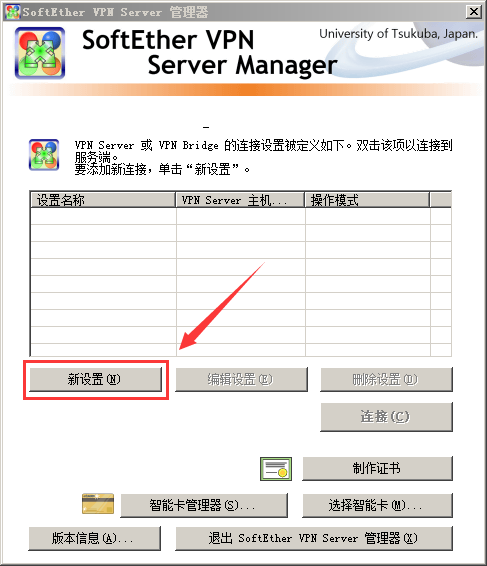 SoftEther VPN Server 管理器
SoftEther VPN
Server Manager
University of Tsukuba, Japan.
VPN Server 或 VPN Bridge 的连接设置被定义如下。双击该项以连接到
服务端。
要添加新连接，单击“新设置”。
设置名称 VPN Server 主机... 操作模式
新设置(N) 编辑设置(E) 删除设置(D)
连接(C)
制作证书
智能卡管理器(S)... 选择智能卡(M)...
版本信息(A)... 退出 SoftEther VPN Server 管理器(X)